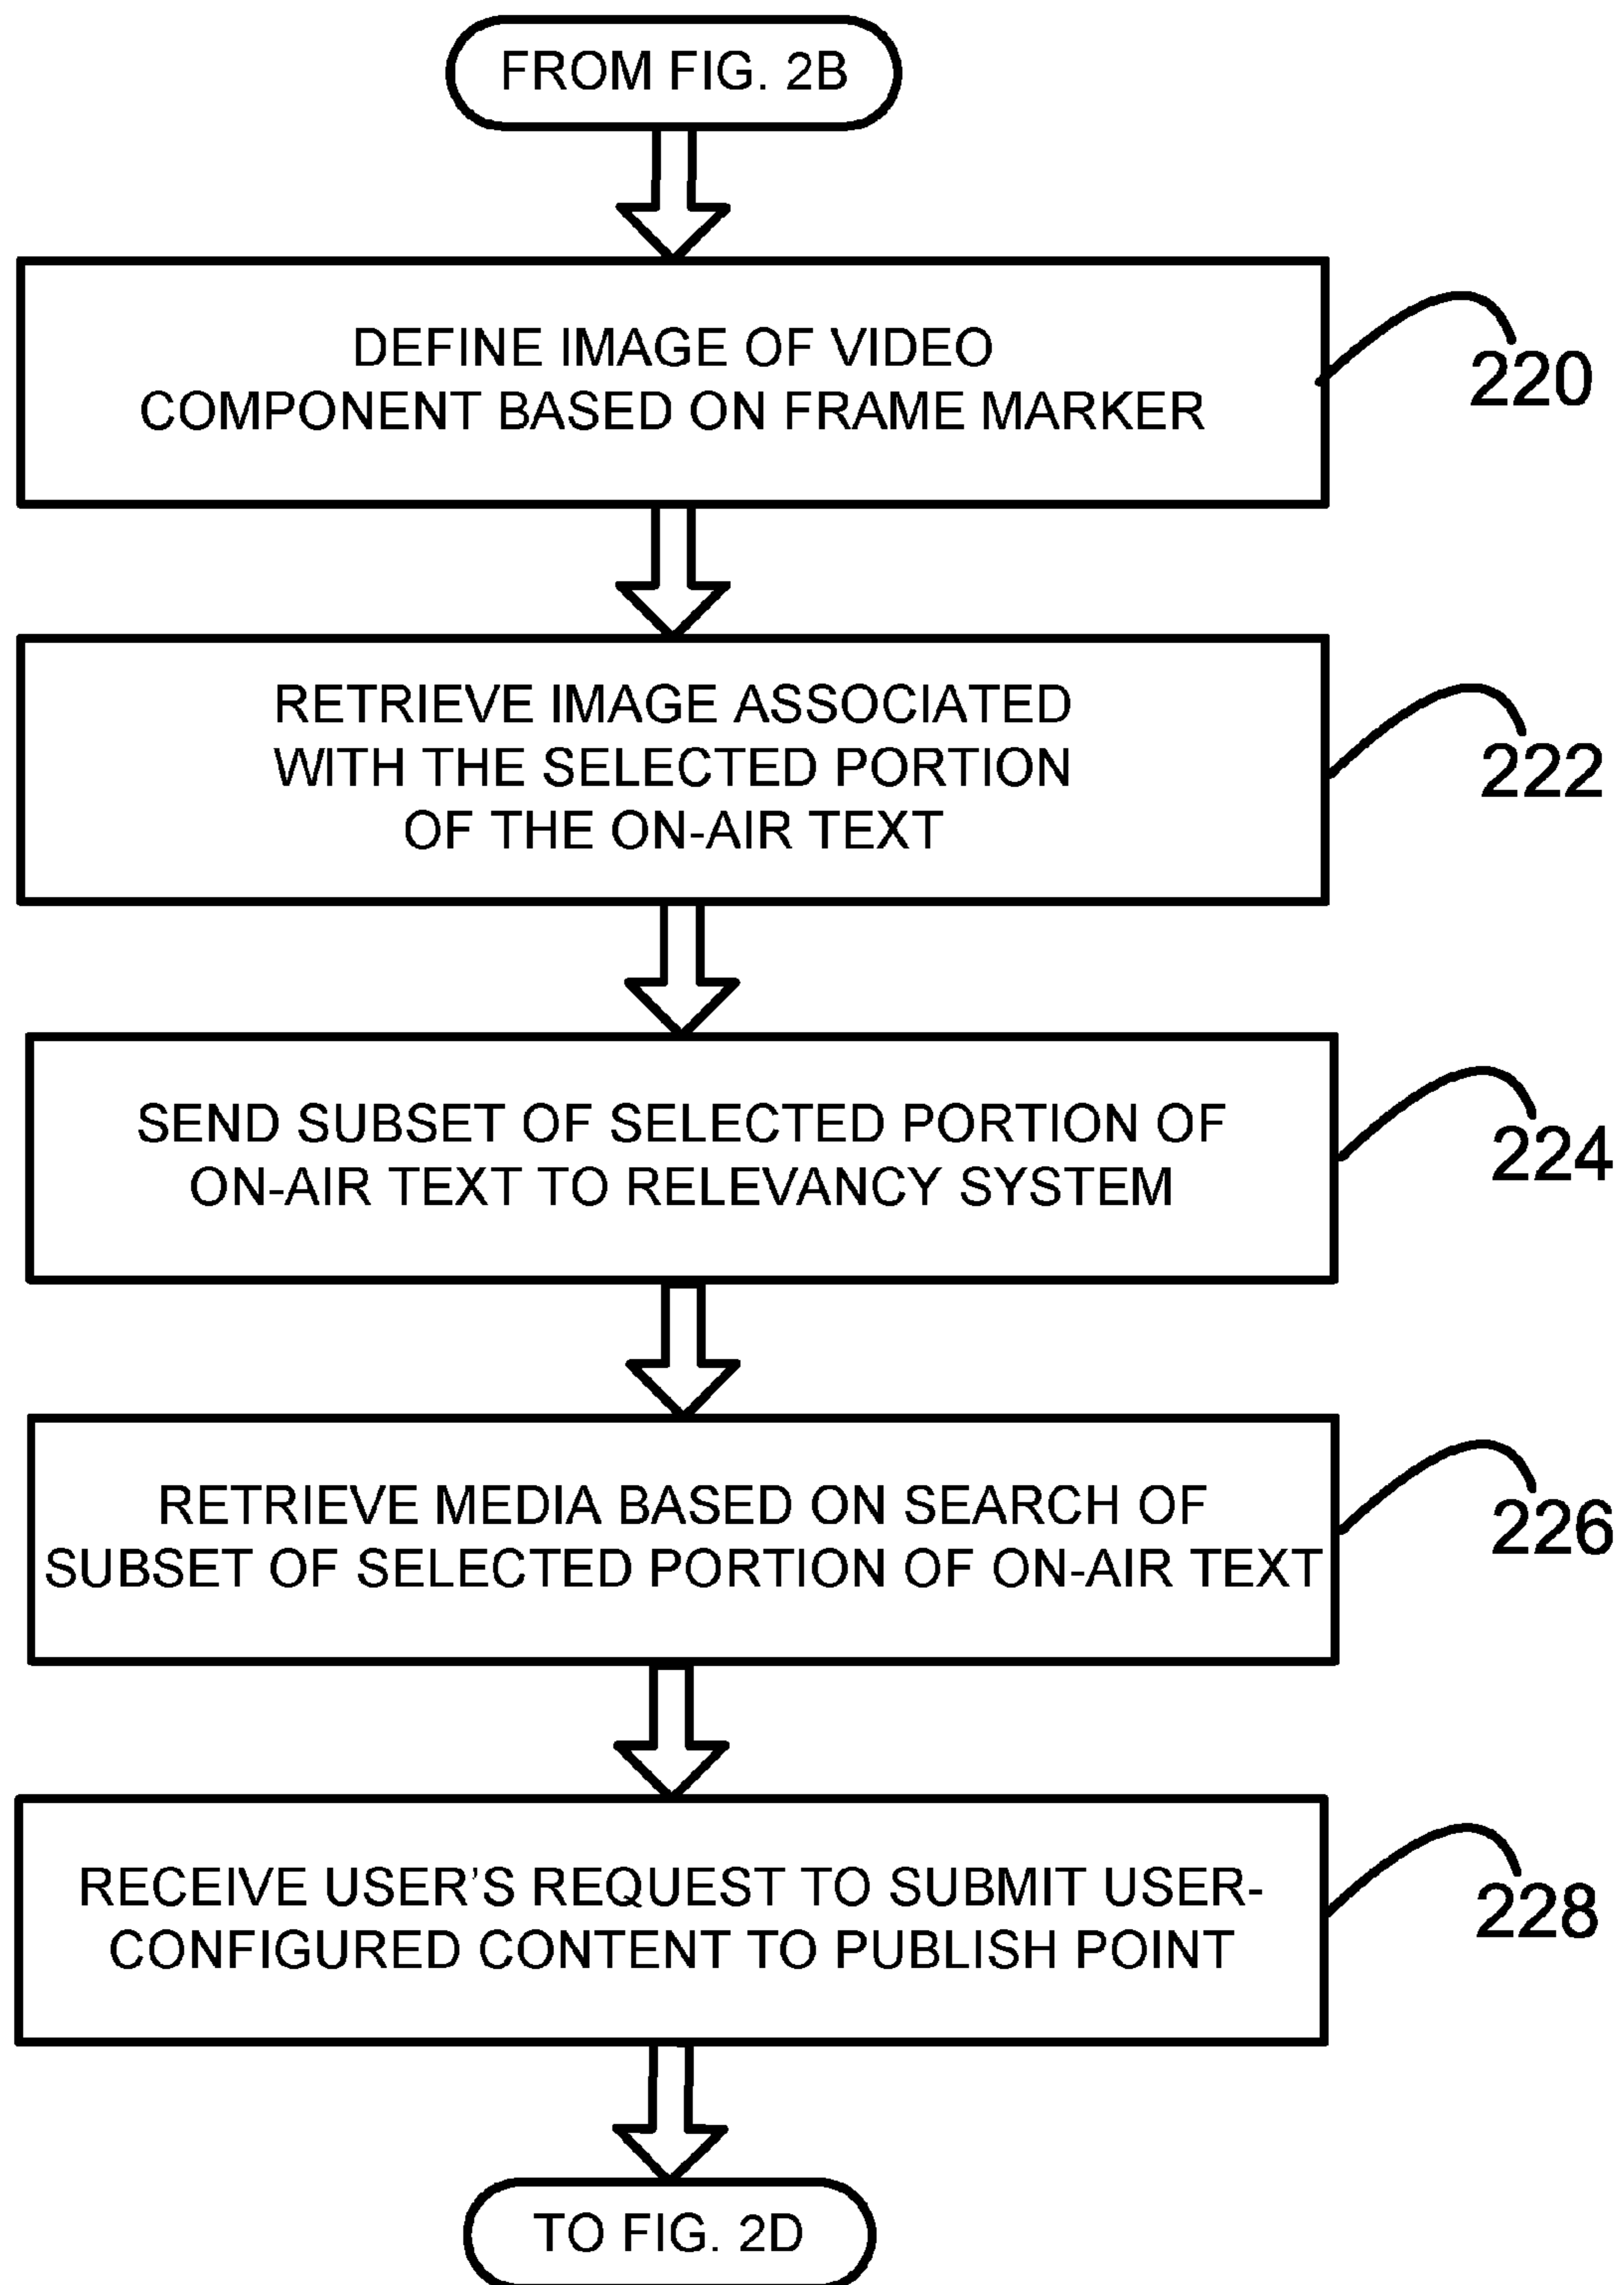 FROM FIG. 2B
DEFINE IMAGE OF VIDEO
COMPONENT BASED ON FRAME MARKER
220
RETRIEVE IMAGE ASSOCIATED
WITH THE SELECTED PORTION
OF THE ON-AIR TEXT
222
SEND SUBSET OF SELECTED PORTION OF
ON-AIR TEXT TO RELEVANCY SYSTEM
224
RETRIEVE MEDIA BASED ON SEARCH OF
SUBSET OF SELECTED PORTION OF ON-AIR TEXT
226
RECEIVE USER’S REQUEST TO SUBMIT USER-
CONFIGURED CONTENT TO PUBLISH POINT
228
TO FIG. 2D